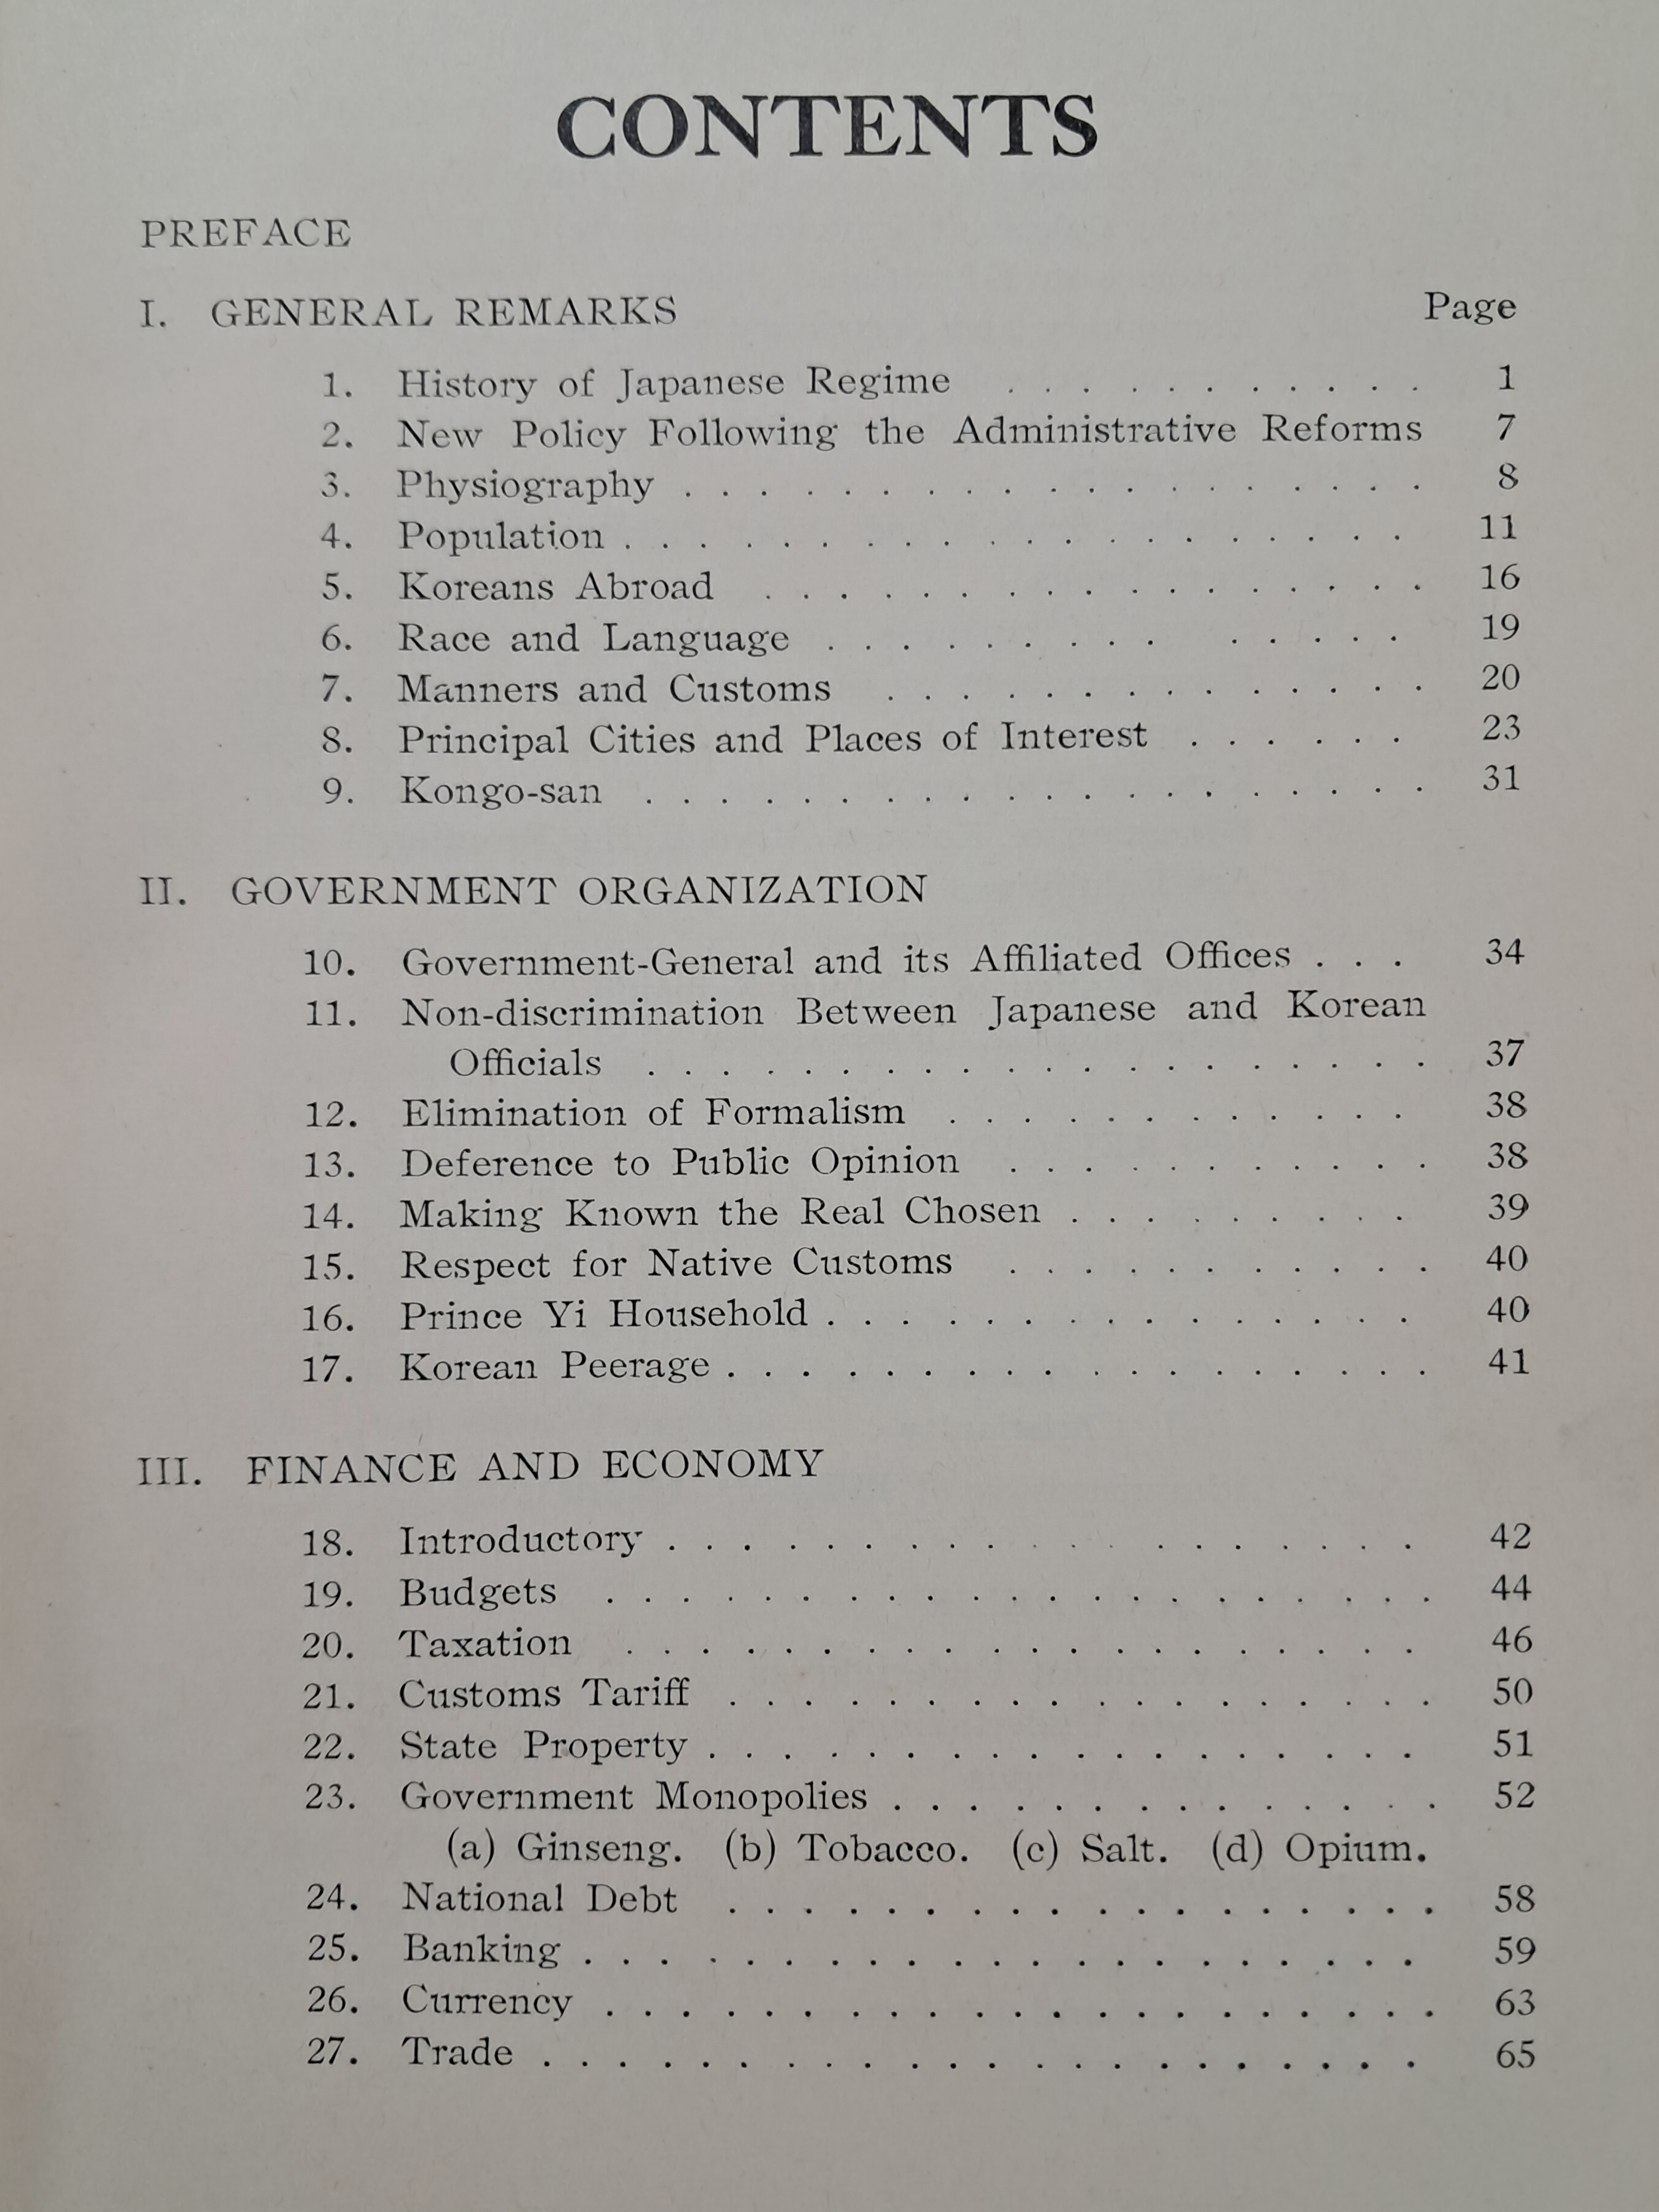 CONTENTS
PREFACE
I. GENERAL REMARKS Page
1. History of Japanese Regime . . . . . . . . . . . 1
2. New Policy Following the Administrative Reforms 7
3. Physiography . . . . . . . . . . . . . . . . . 8
4. Population . . . . . . . . . . . . . . . . . . 11
5. Koreans Abroad . . . . . . . . . . . . . . . 16
6. Race and Language . . . . . . . . . . . . . . 19
7. Manners and Customs . . . . . . . . . . . . 20
8. Principal Cities and Places of Interest . . . . . . 23
9. Kongo-san . . . . . . . . . . . . . . . . . . 31
II. GOVERNMENT ORGANIZATION
10. Government-General and its Affiliated Offices . . . 34
11. Non-discrimination Between Japanese and Korean
Officials . . . . . . . . . . . . . . . . . 37
12. Elimination of Formalism . . . . . . . . . . . 38
13. Deference to Public Opinion . . . . . . . . . . 38
14. Making Known the Real Chosen . . . . . . . . . 39
15. Respect for Native Customs . . . . . . . . . . 40
16. Prince Yi Household . . . . . . . . . . . . . 40
17. Korean Peerage . . . . . . . . . . . . . . . . 41
III. FINANCE AND ECONOMY
18. Introductory . . . . . . . . . . . . . . . . . 42
19. Budgets . . . . . . . . . . . . . . . . . . 44
20. Taxation . . . . . . . . . . . . . . . . . . 46
21. Customs Tariff . . . . . . . . . . . . . . . 50
22. State Property . . . . . . . . . . . . . . . . 51
23. Government Monopolies . . . . . . . . . . . . 52
(a) Ginseng. (b) Tobacco. (c) Salt. (d) Opium.
24. National Debt . . . . . . . . . . . . . . . 58
25. Banking . . . . . . . . . . . . . . . . . . . 59
26. Currency . . . . . . . . . . . . . . . . . . 63
27. Trade . . . . . . . . . . . . . . . . . . . . 65